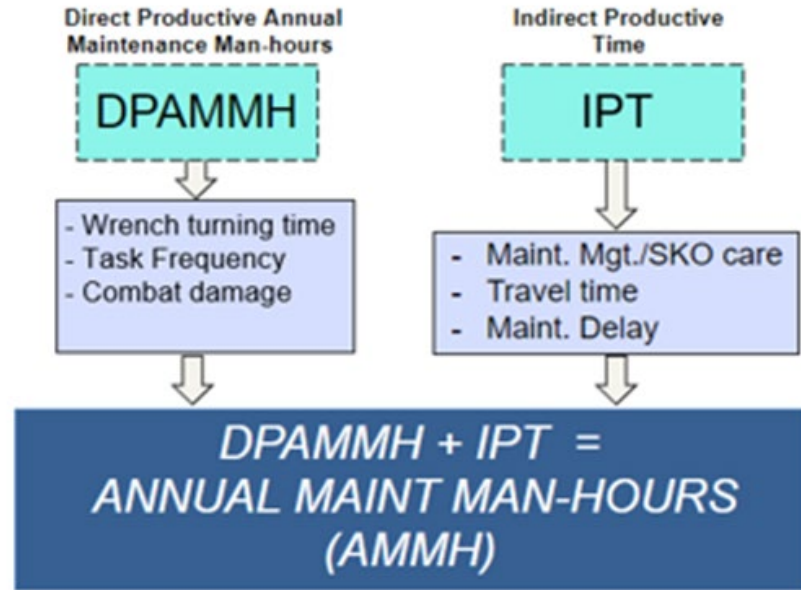 Direct Productive Annual
Maintenance Man-hours
DPAMMH
- Wrench turning time
- Task Frequency
- Combat damage
Indirect Productive
Time
IPT
- Maint. Mgt./SKO care
- Travel time
- Maint. Delay
DPAMMH + IPT =
ANNUAL MAINT MAN-HOURS
(AMMH)